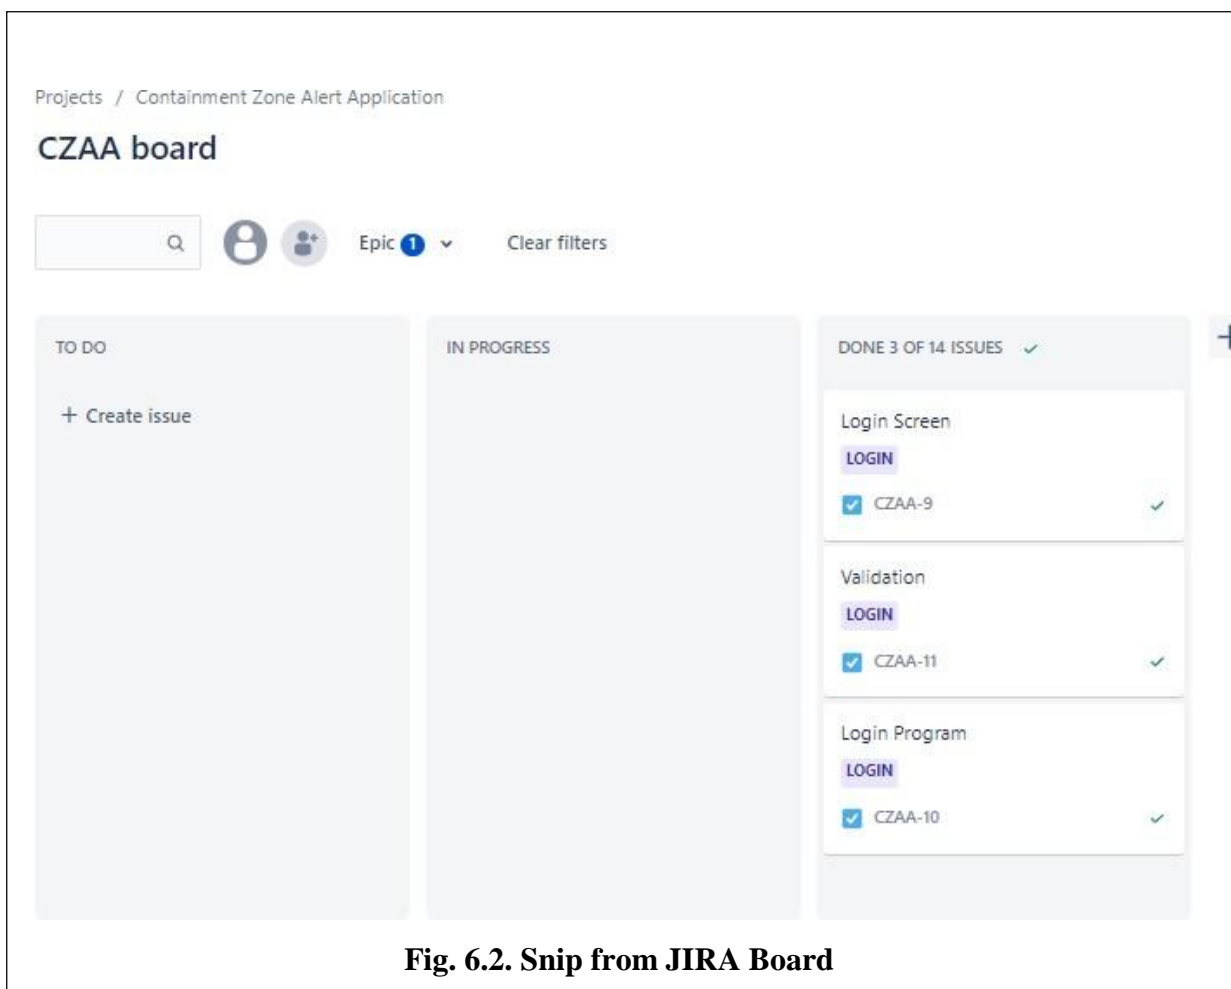 Projects / Containment Zone Alert Application
CZAA board
Epic 1
Clear filters
TO DO
+ Create issue
IN PROGRESS
DONE 3 OF 14 ISSUES
Login Screen
LOGIN
CZAA-9
Validation
LOGIN
CZAA-11
Login Program
LOGIN
CZAA-10
Fig. 6.2. Snip from JIRA Board